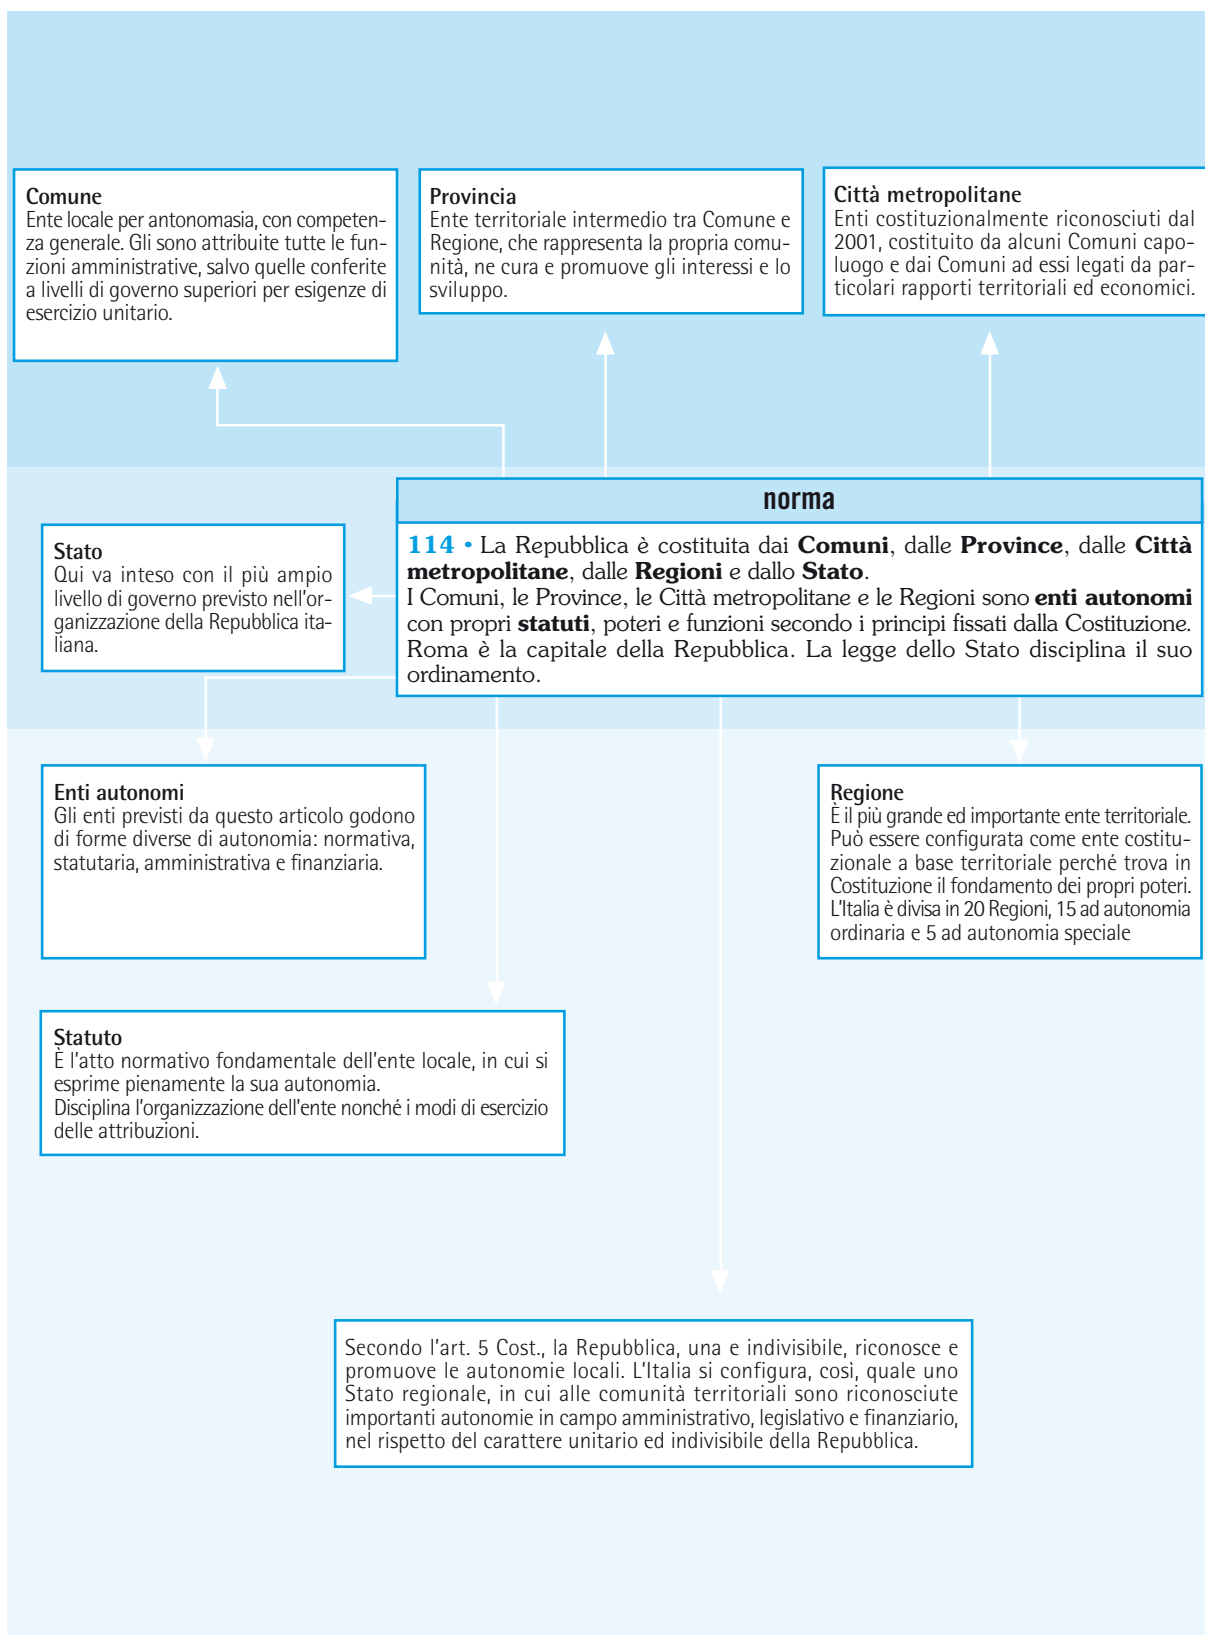 Comune
Ente locale per antonomasia, con competen-
za generale. Gli sono attribuite tutte le fun-
zioni amministrative, salvo quelle conferite
a livelli di governo superiori per esigenze di
esercizio unitario.
Provincia
Ente territoriale intermedio tra Comune e
Regione, che rappresenta la propria comu-
nità, ne cura e promuove gli interessi e lo
sviluppo.
Città metropolitane
Enti costituzionalmente riconosciuti dal
2001, costituito da alcuni Comuni capo-
luogo e dai Comuni ad essi legati da par-
ticolari rapporti territoriali ed economici.
norma
114 • La Repubblica è costituita dai Comuni, dalle Province, dalle Città
metropolitane, dalle Regioni e dallo Stato.
I Comuni, le Province, le Città metropolitane e le Regioni sono enti autonomi
con propri statuti, poteri e funzioni secondo i principi fissati dalla Costituzione.
Roma è la capitale della Repubblica. La legge dello Stato disciplina il suo
ordinamento.
Stato
Qui va inteso con il più ampio
livello di governo previsto nell'or-
ganizzazione della Repubblica ita-
liana.
Enti autonomi
Gli enti previsti da questo articolo godono
di forme diverse di autonomia: normativa,
statutaria, amministrativa e finanziaria.
Regione
È il più grande ed importante ente territoriale.
Può essere configurata come ente costitu-
zionale a base territoriale perché trova in
Costituzione il fondamento dei propri poteri.
L'Italia è divisa in 20 Regioni, 15 ad autonomia
ordinaria e 5 ad autonomia speciale
Statuto
È l'atto normativo fondamentale dell'ente locale, in cui si
esprime pienamente la sua autonomia.
Disciplina l'organizzazione dell'ente nonché i modi di esercizio
delle attribuzioni.
Secondo l'art. 5 Cost., la Repubblica, una e indivisibile, riconosce e
promuove le autonomie locali. L'Italia si configura, così, quale uno
Stato regionale, in cui alle comunità territoriali sono riconosciute
importanti autonomie in campo amministrativo, legislativo e finanziario,
nel rispetto del carattere unitario ed indivisibile della Repubblica.